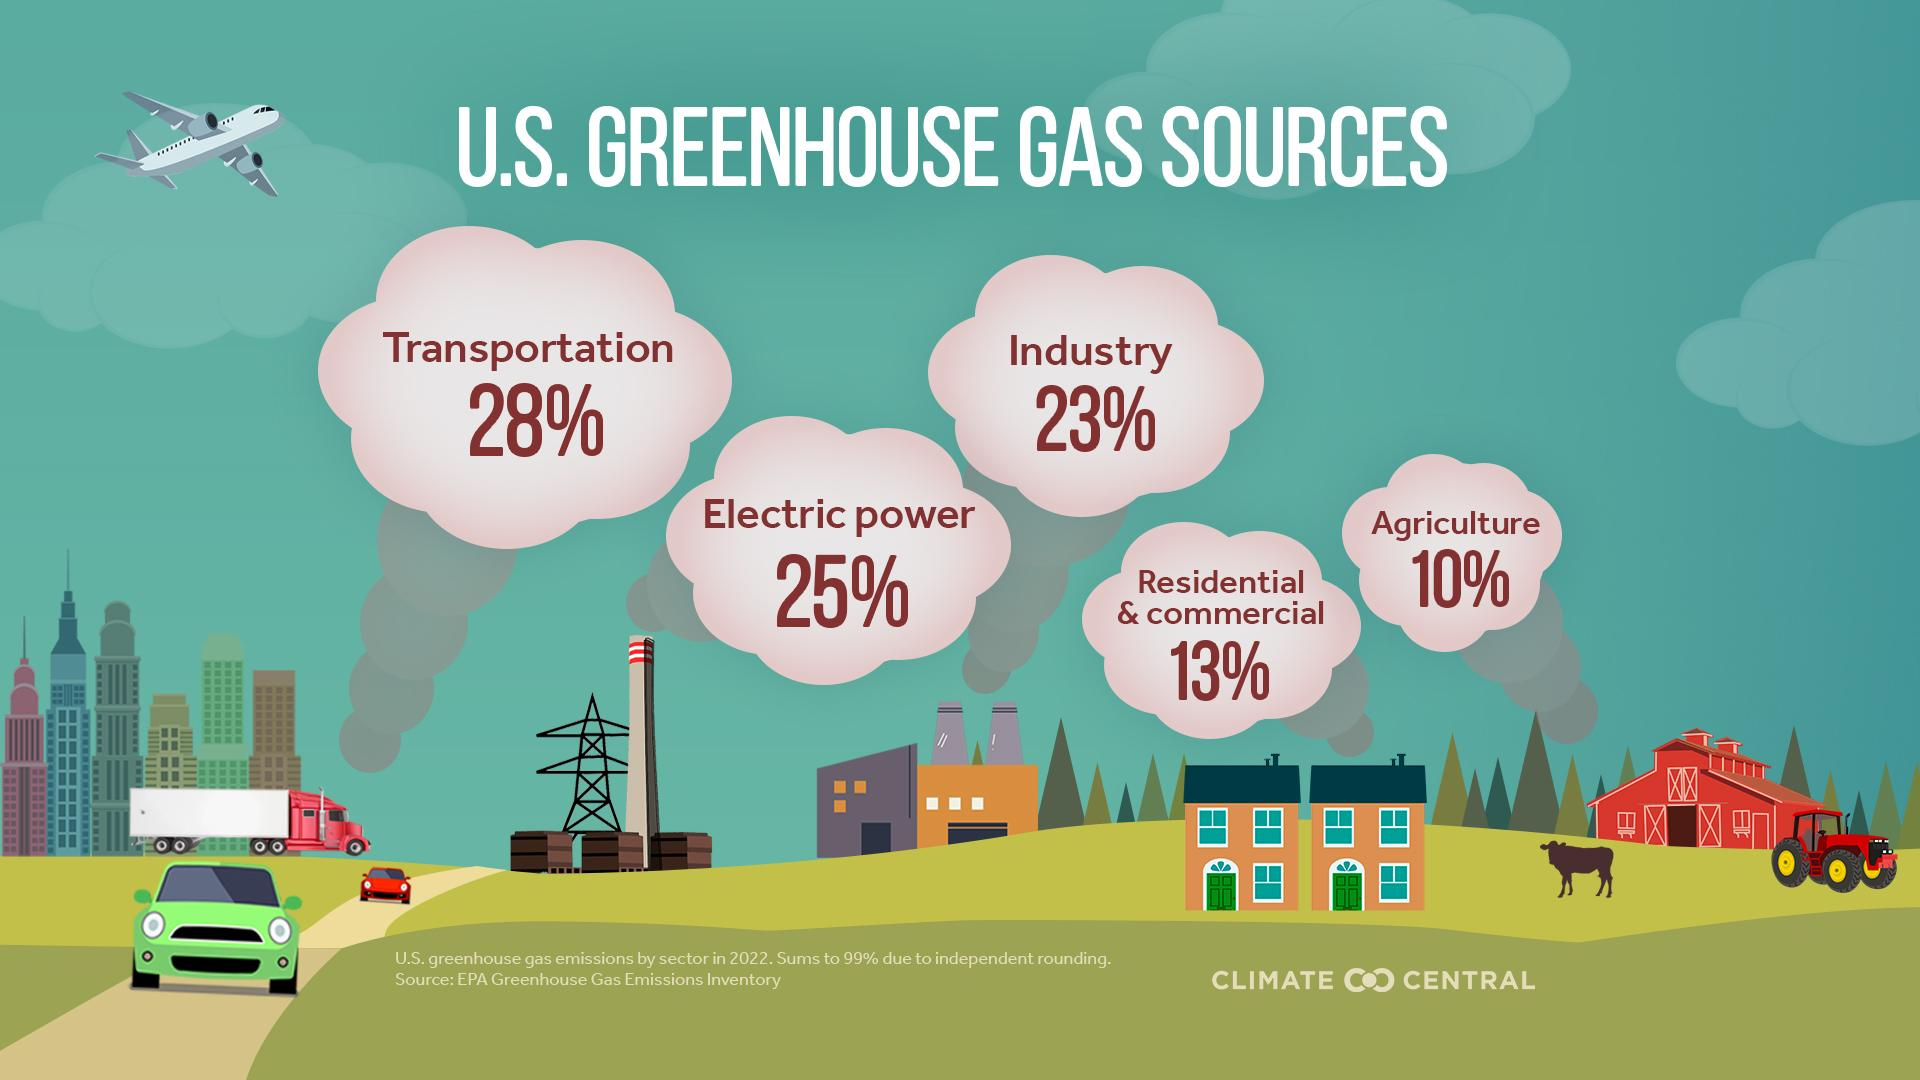 U.S. GREENHOUSE GAS SOURCES
Transportation
28%
Electric power
25%
Industry
23%
Residential
& commercial
13%
Agriculture
10%
U.S. greenhouse gas emissions by sector in 2022. Sums to 99% due to independent rounding.
Source: EPA Greenhouse Gas Emissions Inventory
CLIMATE CENTRAL